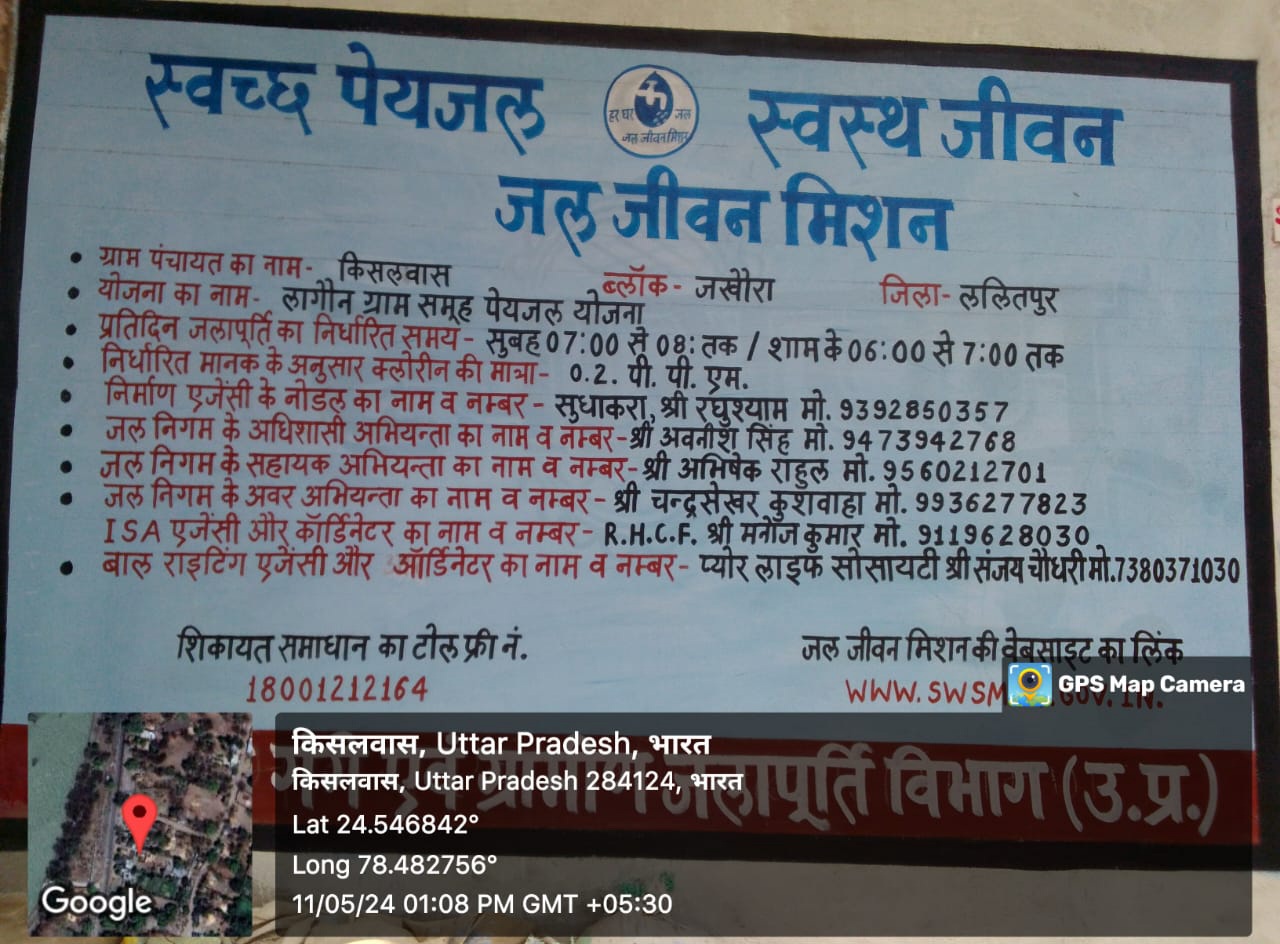 स्वच्छ पेयजल
हर घर जल
जल जीवन मिशन
स्वस्थ जीवन
जल जीवन मिशन
• ग्राम पंचायत का नाम- किसलवास ब्लॉक- जखौरा जिला- ललितपुर
• योजना का नाम- लागौन ग्राम समूह पेयजल योजना
• प्रतिदिन जलापूर्ति का निर्धारित समय- सुबह 07:00 से 08: तक / शाम के 06:00 से 7:00 तक
• निर्धारित मानक के अनुसार क्लोरीन की मात्रा- 0.2. पी. पी. एम.
• निर्माण एजेंसी के नोडल का नाम व नम्बर- सुधाकरा, श्री रघुश्याम मो. 9392850357
• जल निगम के अधिशासी अभियन्ता का नाम व नम्बर-श्री अवनीश सिंह मो. 9473942768
• जल निगम के सहायक अभियन्ता का नाम व नम्बर-श्री अभिषेक राहुल मो. 9560212701
• जल निगम के अवर अभियन्ता का नाम व नम्बर- श्री चन्द्रसेखर कुशवाहा मो. 9936277823
ISA एजेंसी और कॉर्डिनेटर का नाम व नम्बर- R.H.C.F. श्री मनोज कुमार मो. 9119628030
• बाल राइटिंग एजेंसी और ऑर्डिनेटर का नाम व नम्बर- प्योर लाइफ सोसायटी श्री संजय चौधरी मो.7380371030
शिकायत समाधान का टोल फ्री नं.
18001212164
जल जीवन मिशन की वेबसाइट का लिंक
WWW.SWSM GOV.IN.
GPS Map Camera
एवं ग्रामीण जलापूर्ति विभाग (उ.प्र.)
किसलवास, Uttar Pradesh, भारत
किसलवास, Uttar Pradesh 284124, भारत
Lat 24.546842°
Long 78.482756°
11/05/24 01:08 PM GMT +05:30
Google